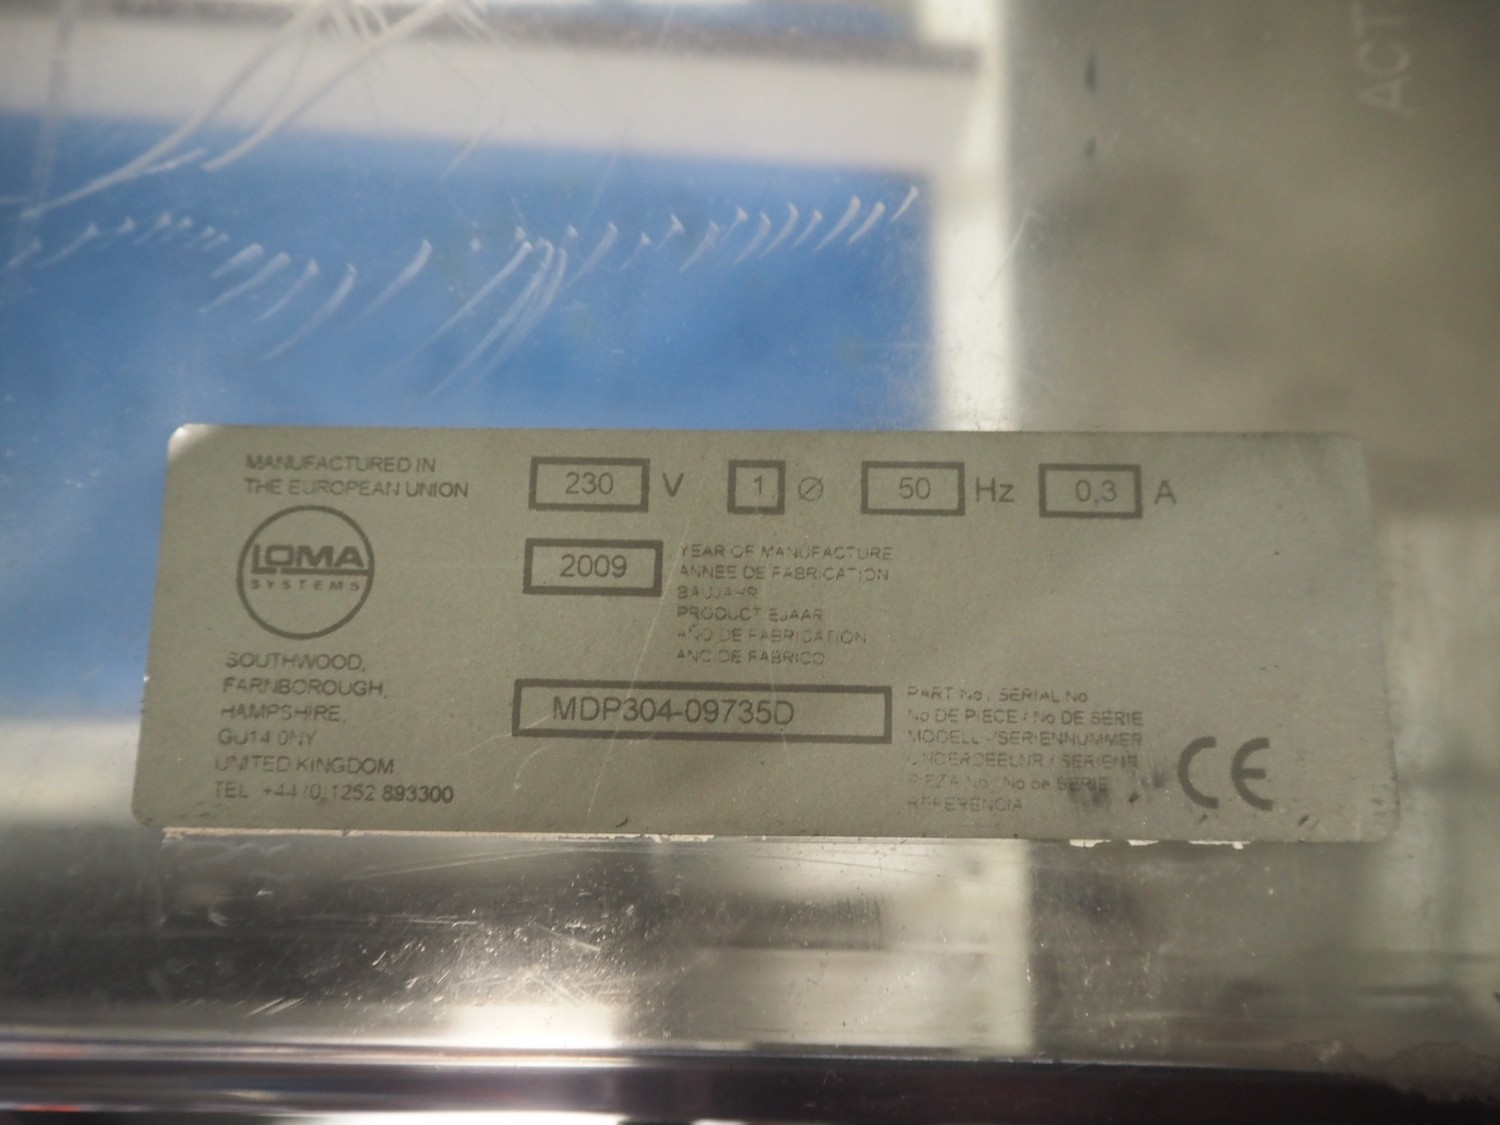 ACT
MANUFACTURED IN
THE EUROPEAN UNION
230 V 1 Ø 50 Hz 0,3 A
LOMA
SYSTEMS
2009
YEAR OF MANUFACTURE
ANNEE DE FABRICATION
BAUJAHR
PRODUCTIEJAAR
AÑO DE FABRICATION
ANO DE FABRICO
SOUTHWOOD,
FARNBOROUGH,
HAMPSHIRE,
GU14 0NY
UNITED KINGDOM
TEL +44 (0) 1252 893300
MDP304-09735D
PART No / SERIAL No
No DE PIECE / No DE SÉRIE
MODELL -/SERIENNUMMER
ONDERDEELNR / SERIENR
PIEZA No / No de SERIE
REFERENCIA
CE